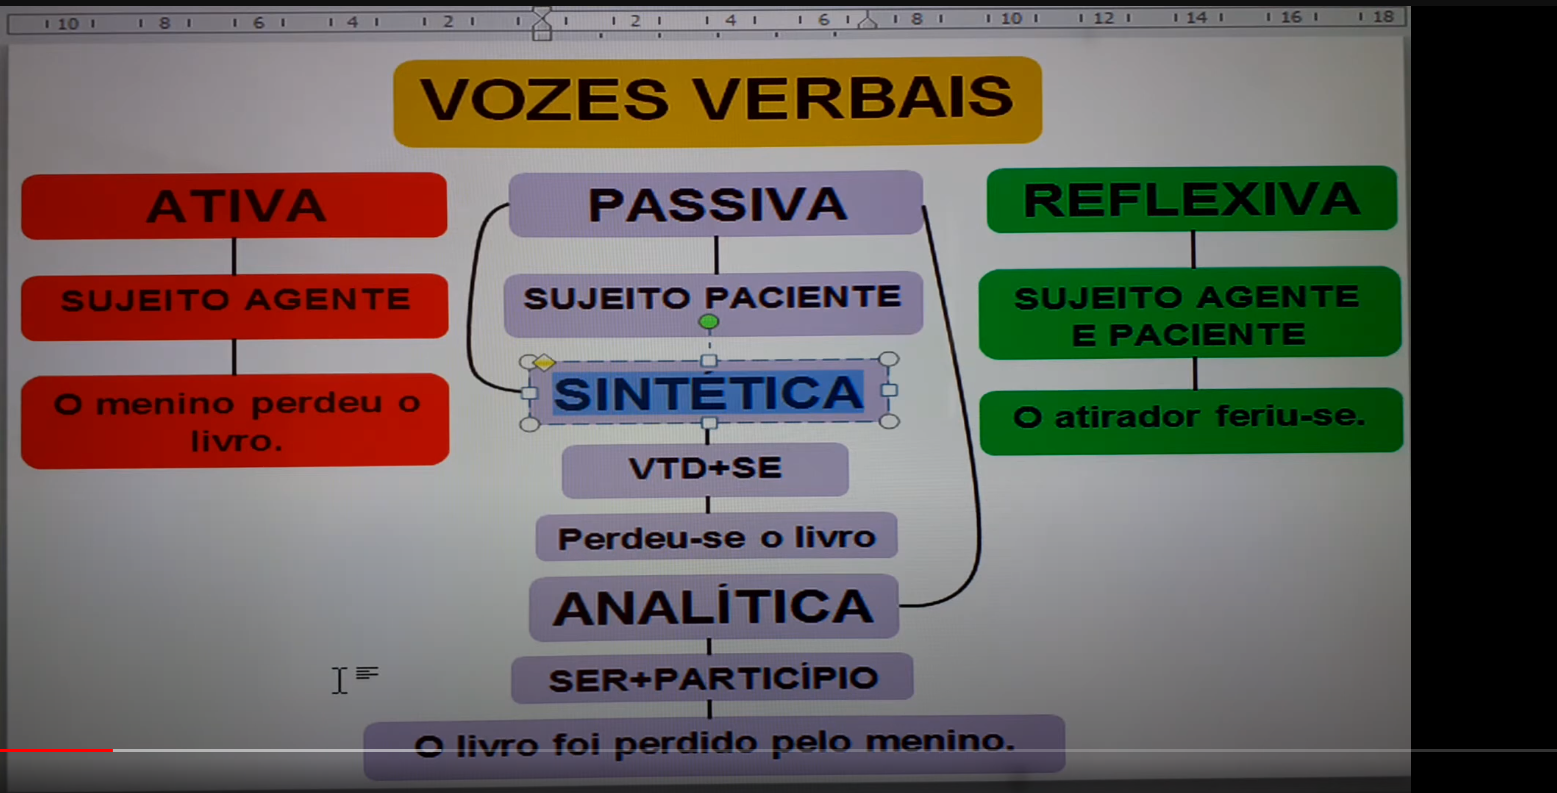 10 8 6 4 2 2 4 6 8 10 12 14 16 18
VOZES VERBAIS
ATIVA
SUJEITO AGENTE
O menino perdeu o
livro.
PASSIVA
SUJEITO PACIENTE
SINTÉTICA
VTD+SE
Perdeu-se o livro
ANALÍTICA
SER+PARTICÍPIO
O livro foi perdido pelo menino.
REFLEXIVA
SUJEITO AGENTE
E PACIENTE
O atirador feriu-se.